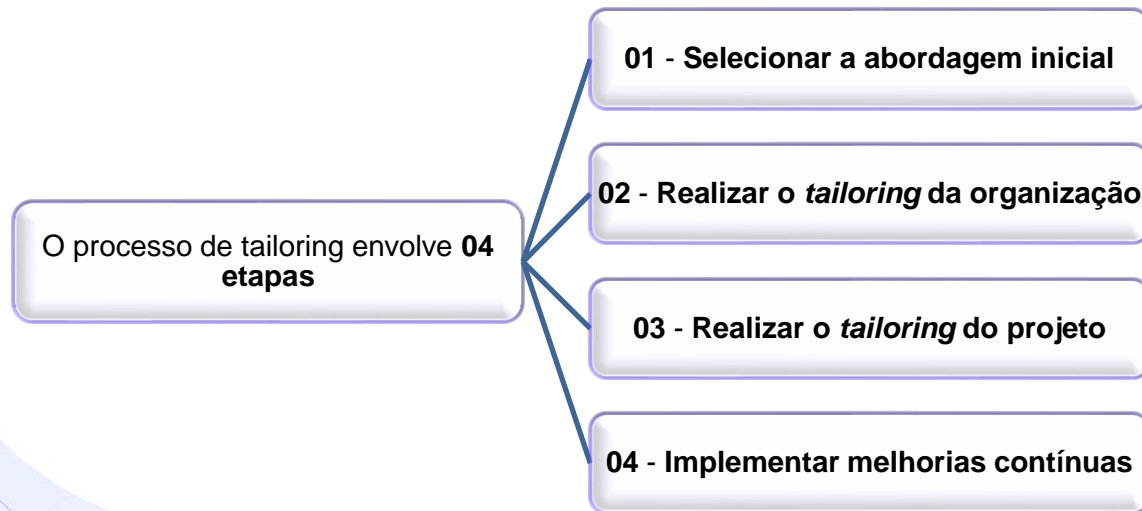 O processo de tailoring envolve 04
etapas
01 - Selecionar a abordagem inicial
02 - Realizar o tailoring da organização
03 - Realizar o tailoring do projeto
04 - Implementar melhorias contínuas